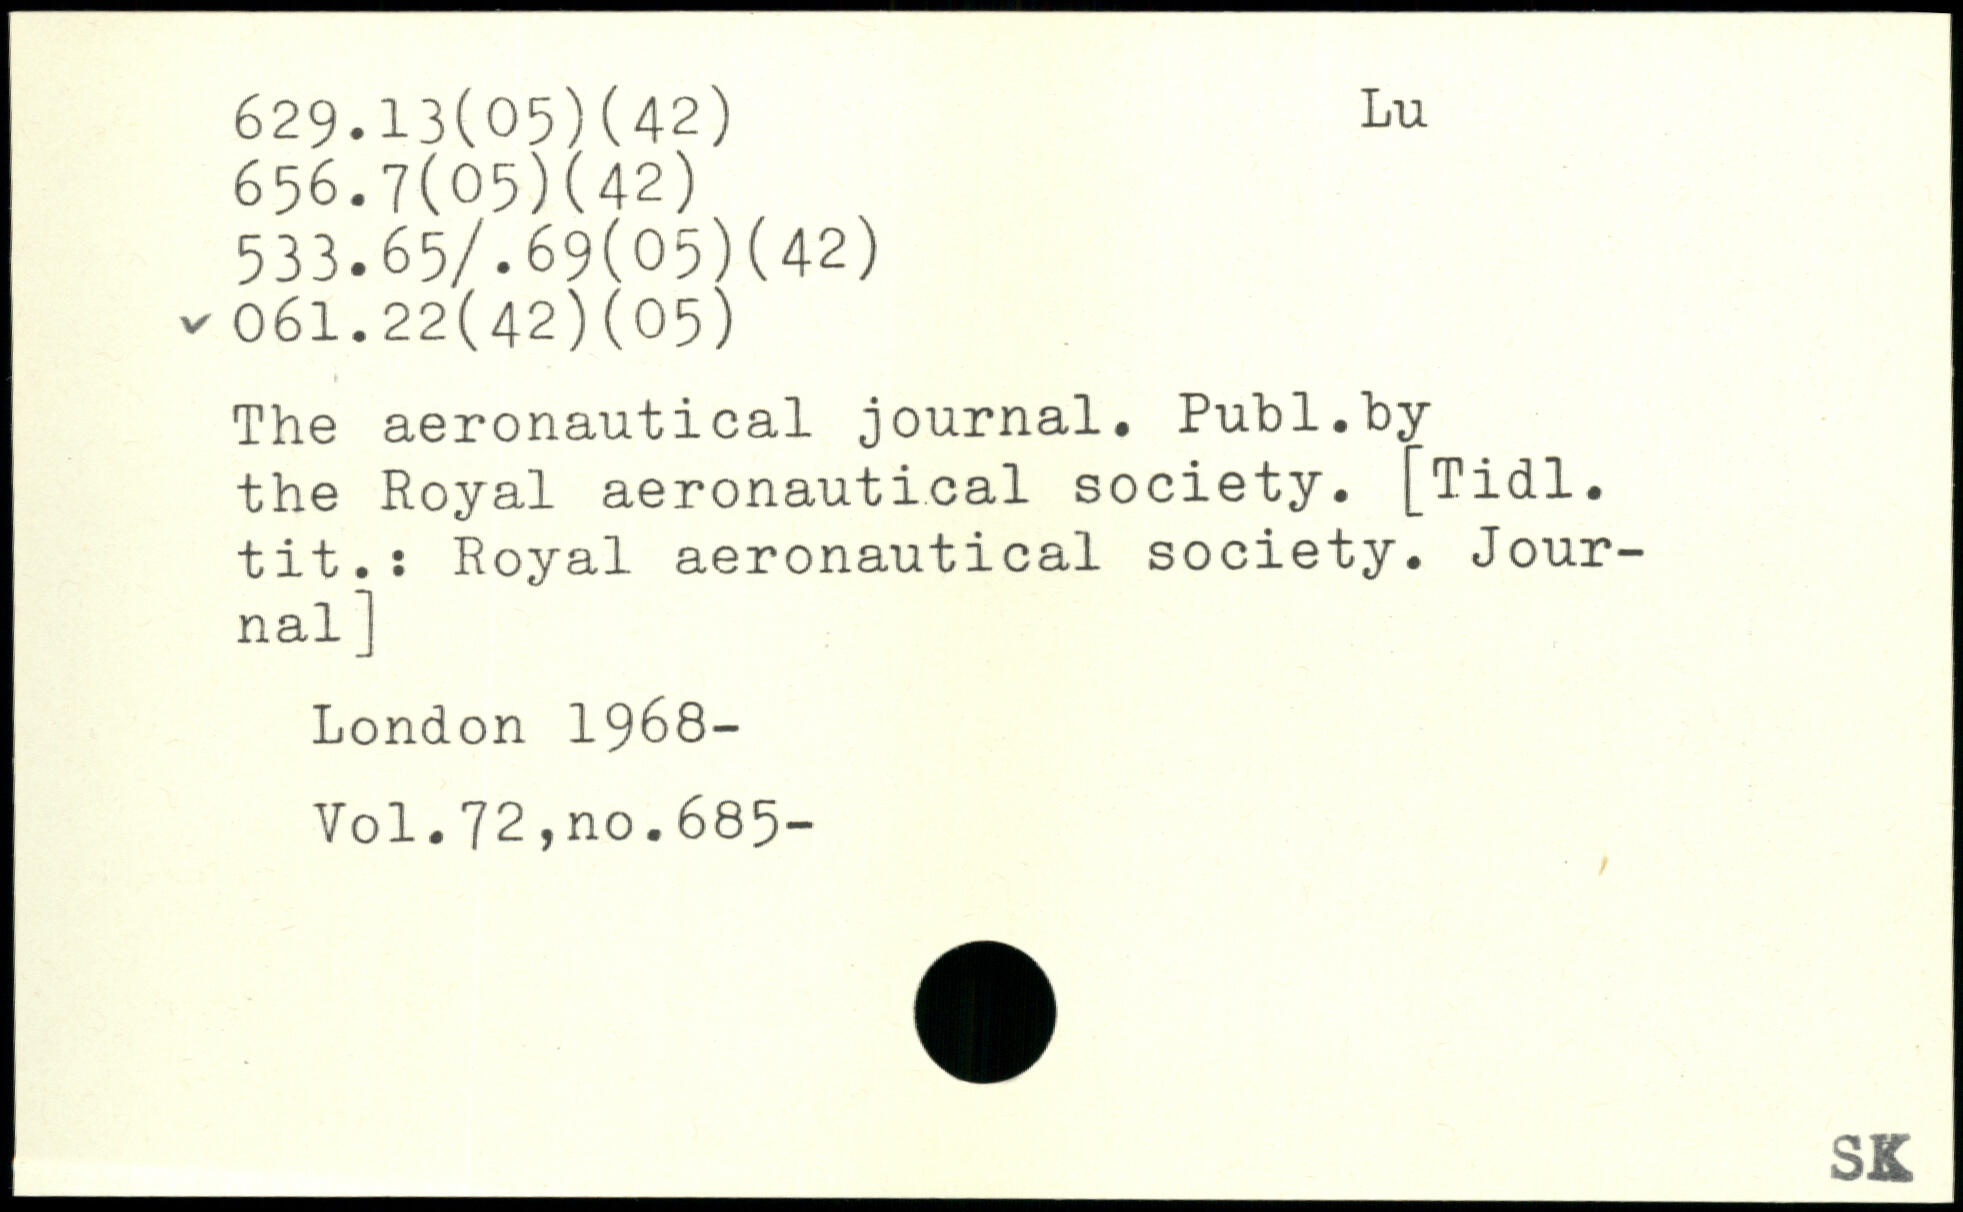 629.13(05)(42) Lu
656.7(05)(42)
533.65/.69(05)(42)
✓ 061.22(42)(05)
The aeronautical journal. Publ.by
the Royal aeronautical society. [Tidl.
tit.: Royal aeronautical society. Jour-
nal]
London 1968-
Vol.72,no.685-
SK